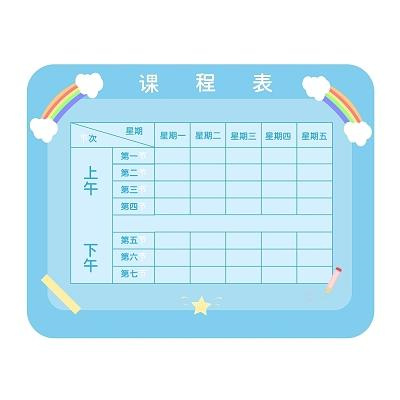 课 程 表
节次 星期 星期一 星期二 星期三 星期四 星期五
上午
第一节
第二节
第三节
第四节
下午
第五节
第六节
第七节